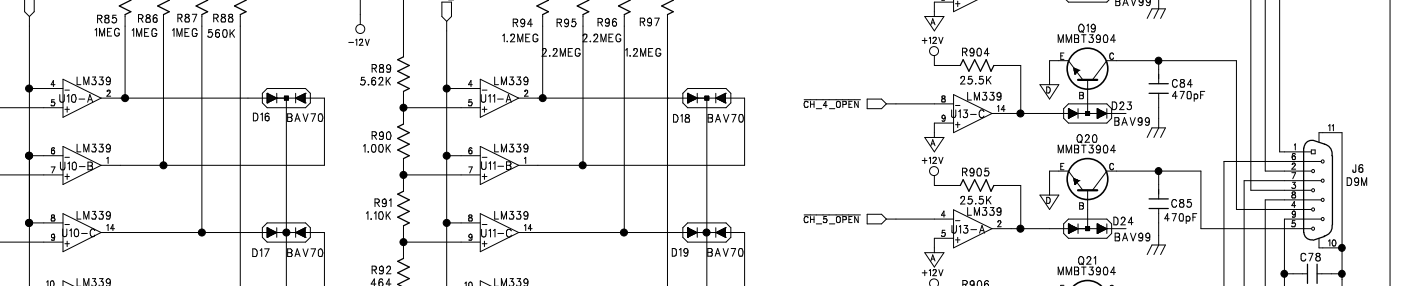 R85
1MEG
R86
1MEG
R87
1MEG
R88
560K
4
5
LM339
U10-A
2
D16
BAV70
6
7
LM339
U10-B
1
8
9
LM339
U10-C
14
D17
BAV70
10
LM339
-12V
R89
5.62K
R90
1.00K
R91
1.10K
R92
464
R94
1.2MEG
R95
2.2MEG
R96
2.2MEG
R97
1.2MEG
4
5
LM339
U11-A
2
D18
BAV70
6
7
LM339
U11-B
1
8
9
LM339
U11-C
14
D19
BAV70
10
LM339
A
BAV99
+12V
R904
25.5K
CH_4_OPEN
8
9
LM339
U13-C
14
A
Q19
MMBT3904
E
C
B
D
D23
BAV99
C84
470pF
+12V
R905
25.5K
CH_5_OPEN
4
5
LM339
U13-A
2
A
Q20
MMBT3904
E
C
B
D
D24
BAV99
C85
470pF
+12V
R906
Q21
MMBT3904
11
1
6
2
7
3
8
4
9
5
10
J6
D9M
C78